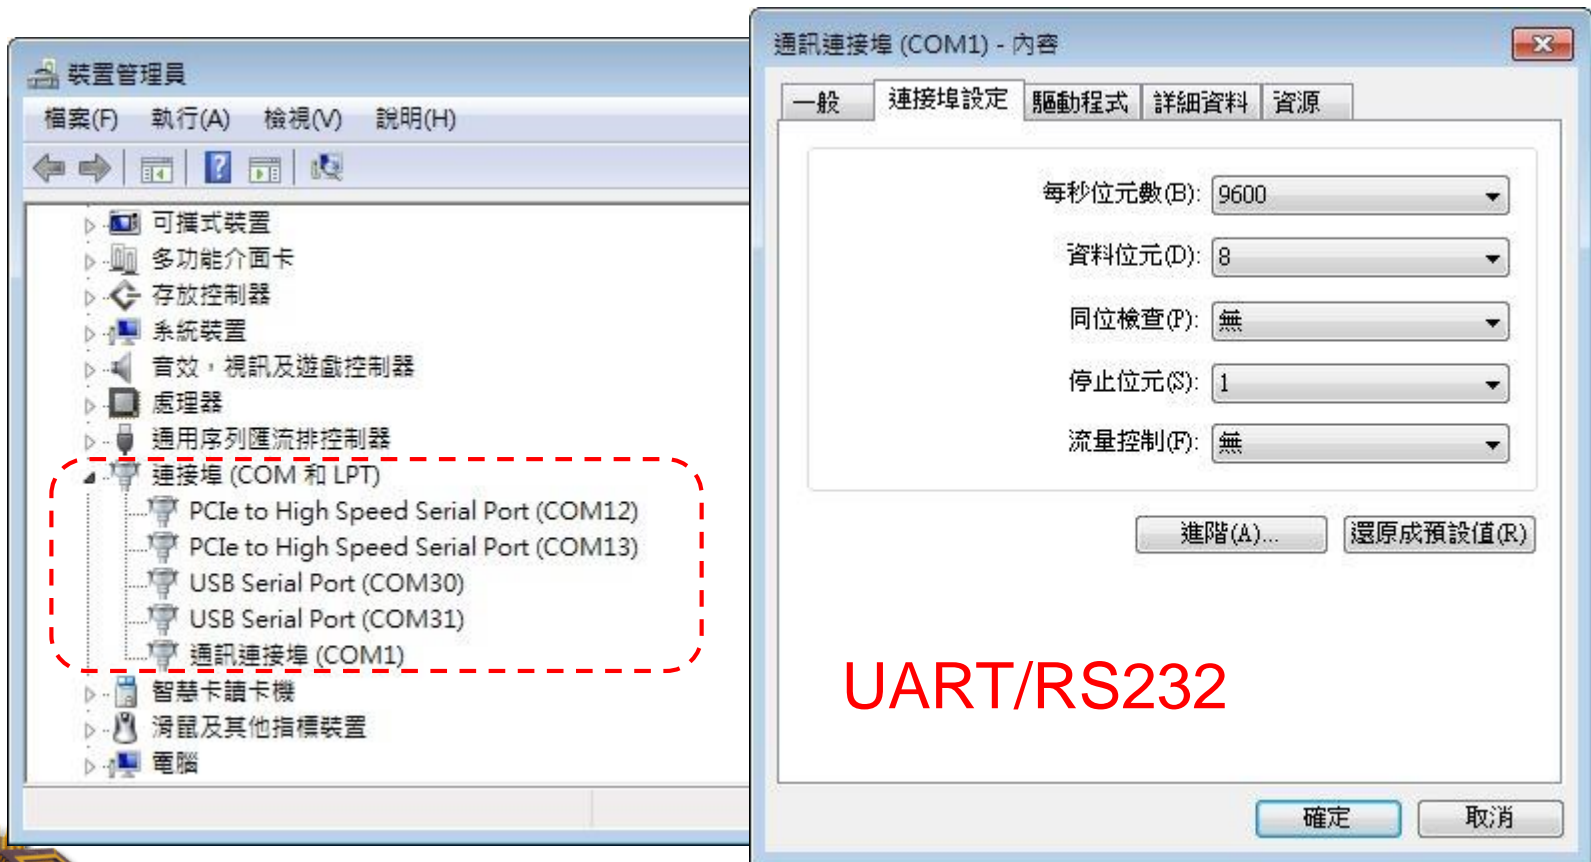 裝置管理員
檔案(F) 執行(A) 檢視(V) 說明(H)
可攜式裝置
多功能介面卡
存放控制器
系統裝置
音效，視訊及遊戲控制器
處理器
通用序列匯流排控制器
連接埠 (COM 和 LPT)
PCIe to High Speed Serial Port (COM12)
PCIe to High Speed Serial Port (COM13)
USB Serial Port (COM30)
USB Serial Port (COM31)
通訊連接埠 (COM1)
智慧卡讀卡機
滑鼠及其他指標裝置
電腦
通訊連接埠 (COM1) - 內容
一般 連接埠設定 驅動程式 詳細資料 資源
每秒位元數(B): 9600
資料位元(D): 8
同位檢查(P): 無
停止位元(S): 1
流量控制(F): 無
進階(A)... 還原成預設值(R)
UART/RS232
確定 取消